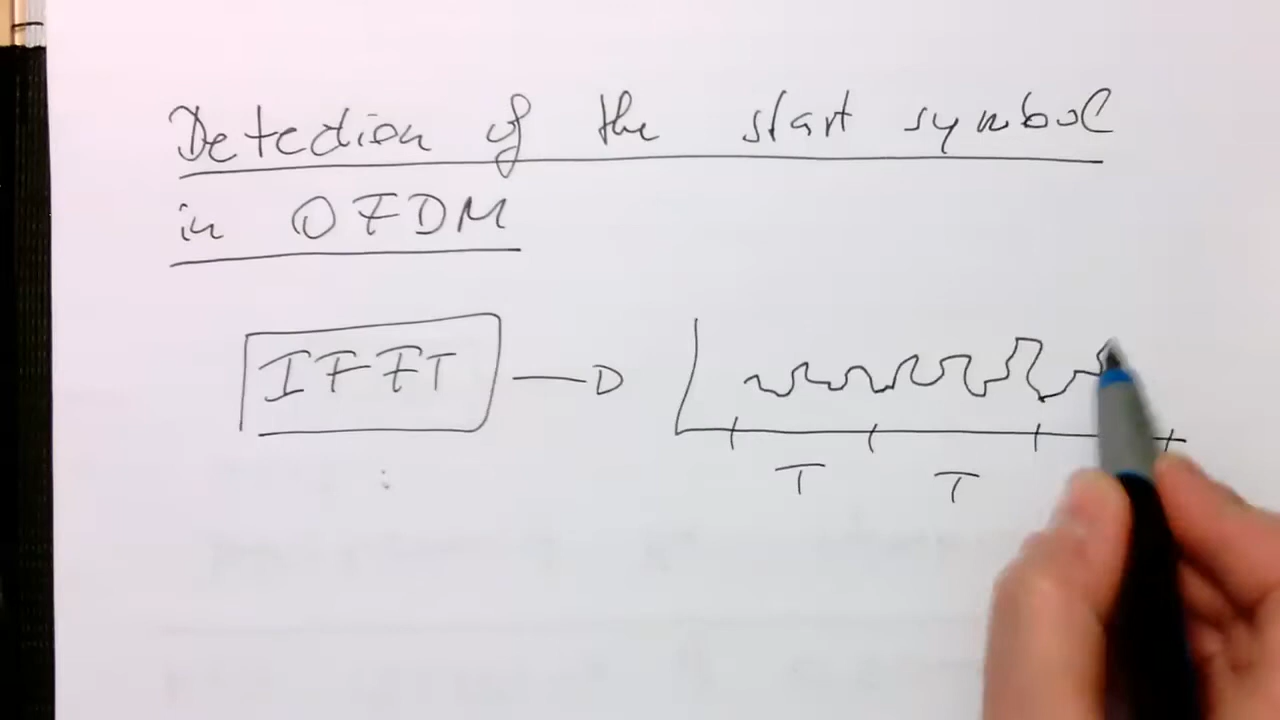 Detection of the start symbol
in OFDM
IFFT
T T